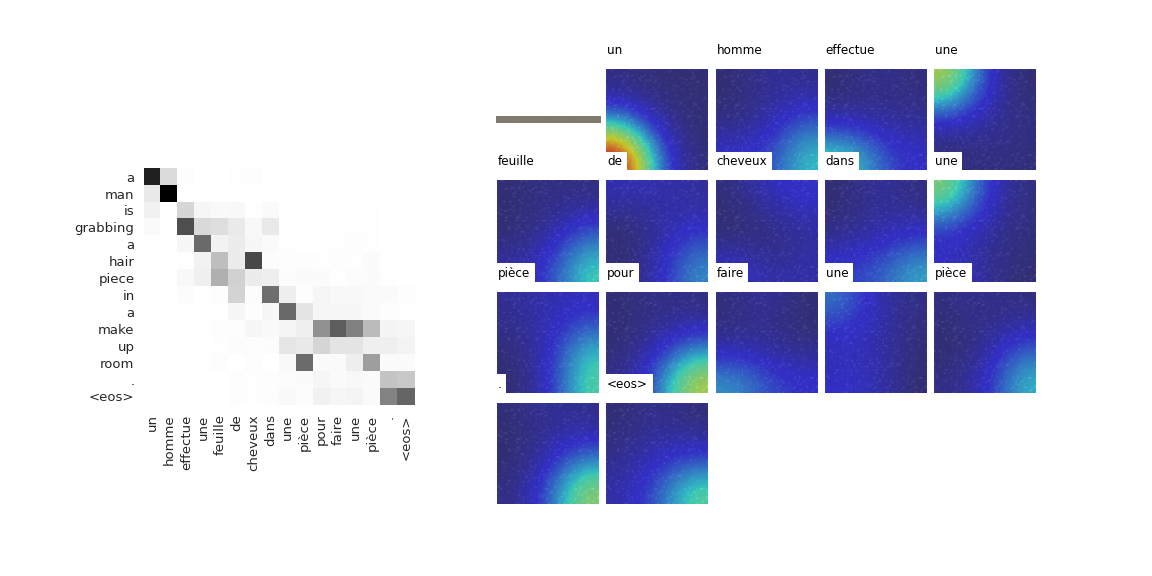 a
man
is
grabbing
a
hair
piece
in
a
make
up
room
.
<eos>
un
homme
effectue
une
feuille
de
cheveux
dans
une
pièce
pour
faire
une
pièce
.
<eos>
un homme effectue une
feuille de cheveux dans une
pièce pour faire une pièce
. <eos>